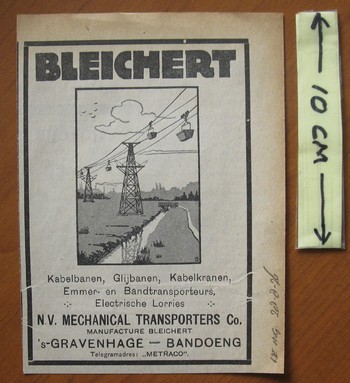 BLEICHERT
Kabelbanen, Glijbanen, Kabelkranen,
Emmer- en Bandtransporteurs,
Electrische Lorries
N.V. MECHANICAL TRANSPORTERS Co.
MANUFACTURE BLEICHERT
's-GRAVENHAGE — BANDOENG
Telegramadres: „METRACO".
10 CM